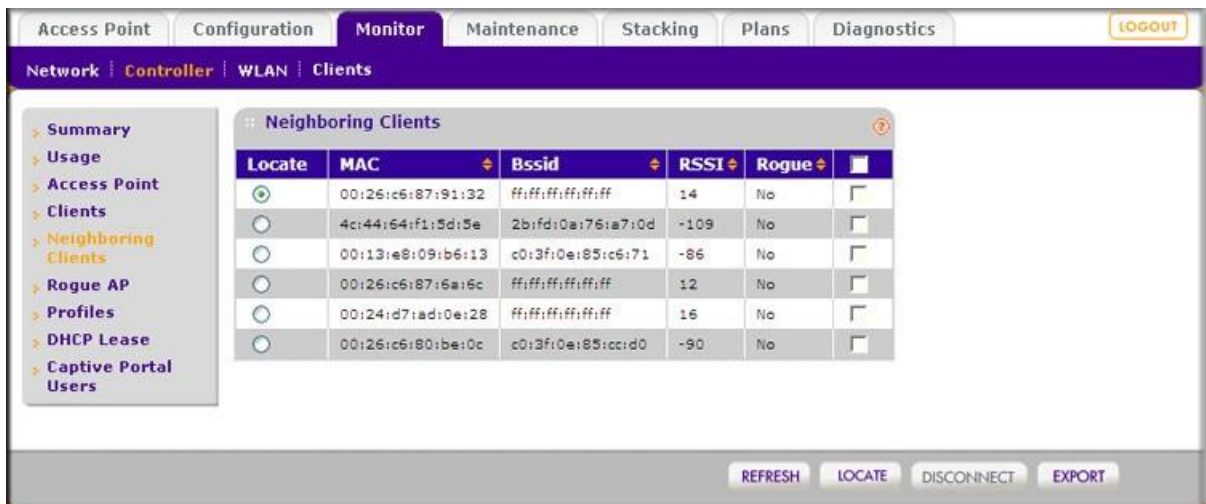 Access Point Configuration Monitor Maintenance Stacking Plans Diagnostics LOGOUT
Network Controller WLAN Clients
Summary
Usage
Access Point
Clients
Neighboring
Clients
Rogue AP
Profiles
DHCP Lease
Captive Portal
Users
Neighboring Clients ?
Locate MAC Bssid RSSI Rogue
00:26:c6:87:91:32 ff:ff:ff:ff:ff:ff 14 No
4c:44:64:f1:5d:5e 2b:fd:0a:76:a7:0d -109 No
00:13:e8:09:b6:13 c0:3f:0e:85:c6:71 -86 No
00:26:c6:87:6a:6c ff:ff:ff:ff:ff:ff 12 No
00:24:d7:ad:0e:28 ff:ff:ff:ff:ff:ff 16 No
00:26:c6:80:be:0c c0:3f:0e:85:cc:d0 -90 No
REFRESH LOCATE DISCONNECT EXPORT